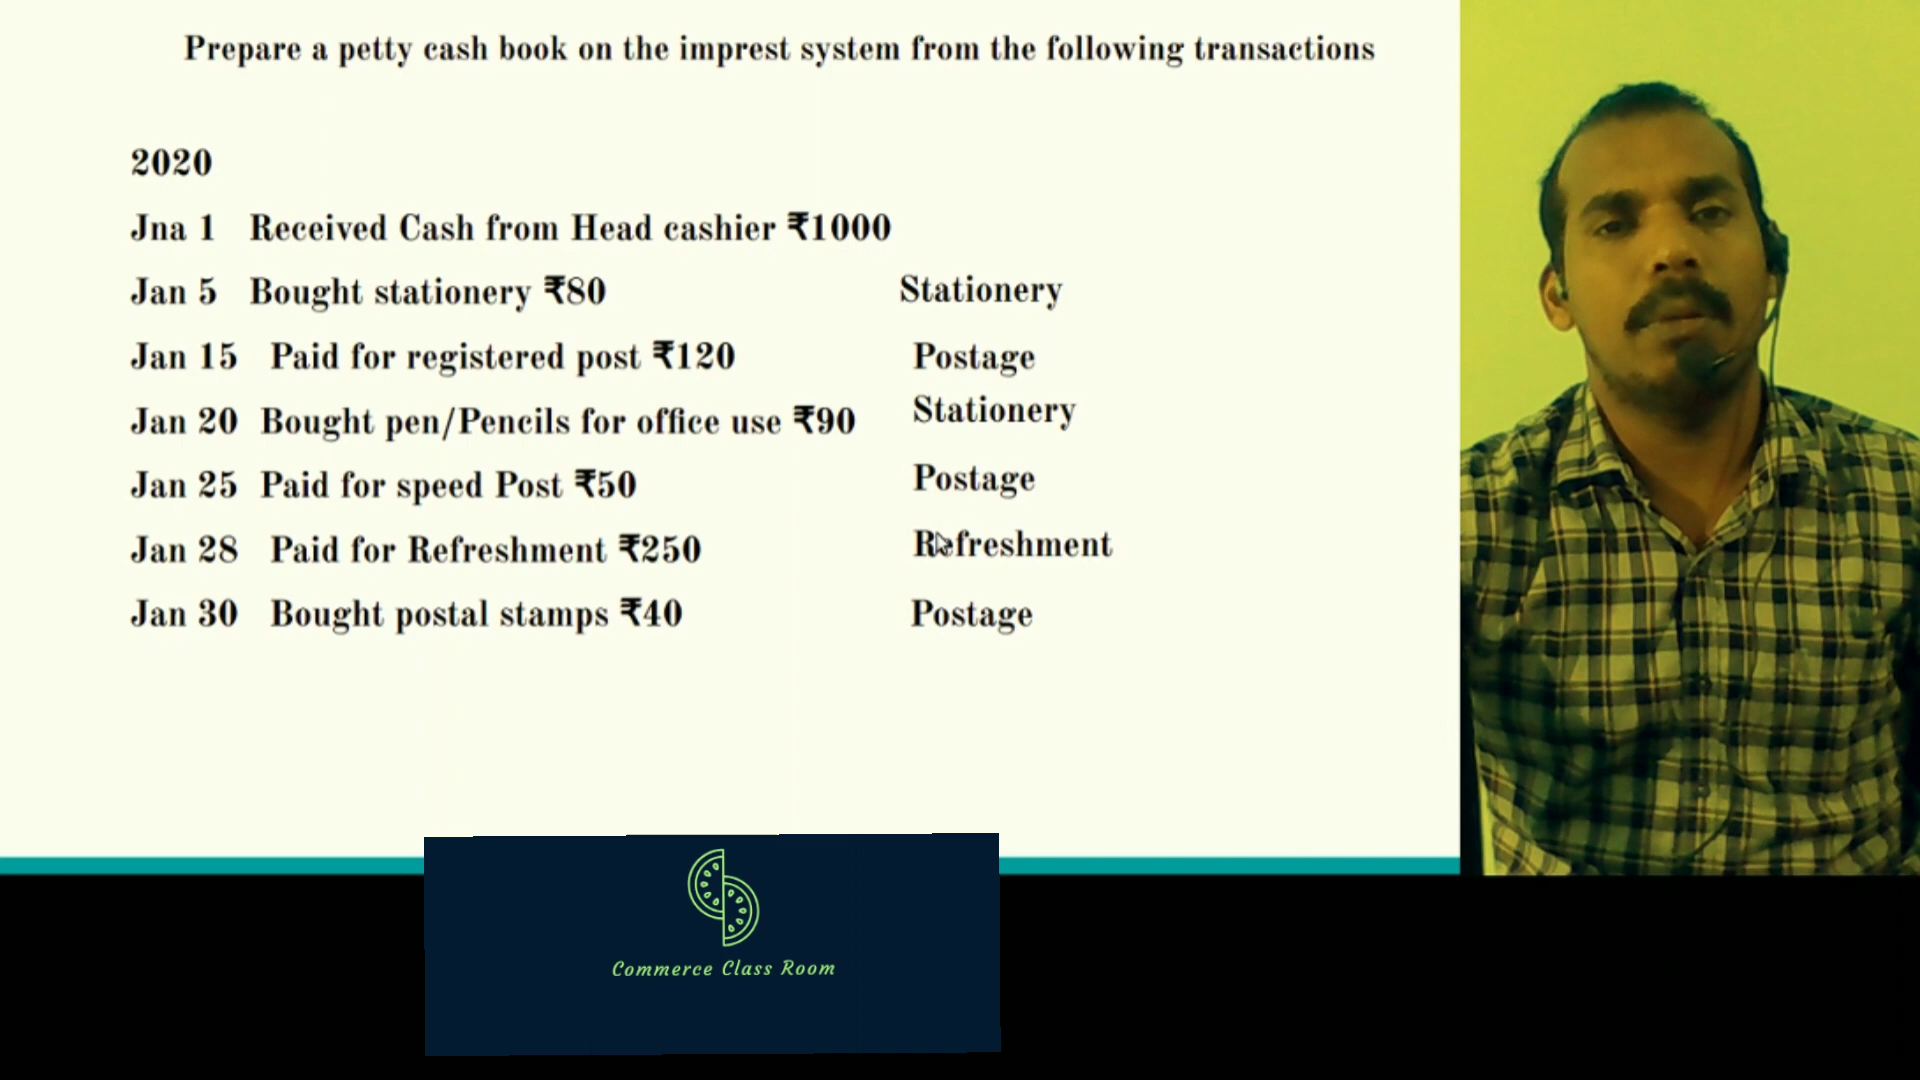 Prepare a petty cash book on the imprest system from the following transactions
2020
Jna 1 Received Cash from Head cashier ₹1000
Jan 5 Bought stationery ₹80 Stationery
Jan 15 Paid for registered post ₹120 Postage
Jan 20 Bought pen/Pencils for office use ₹90 Stationery
Jan 25 Paid for speed Post ₹50 Postage
Jan 28 Paid for Refreshment ₹250 Refreshment
Jan 30 Bought postal stamps ₹40 Postage
Commerce Class Room